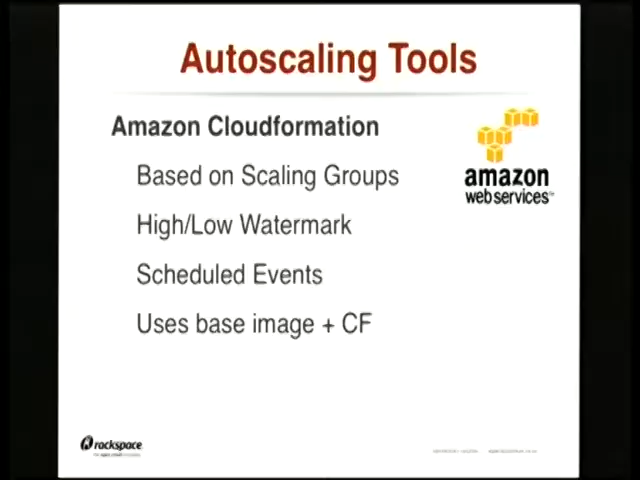 Autoscaling Tools
Amazon Cloudformation
Based on Scaling Groups
High/Low Watermark
Scheduled Events
Uses base image + CF
amazon
webservices
rackspace